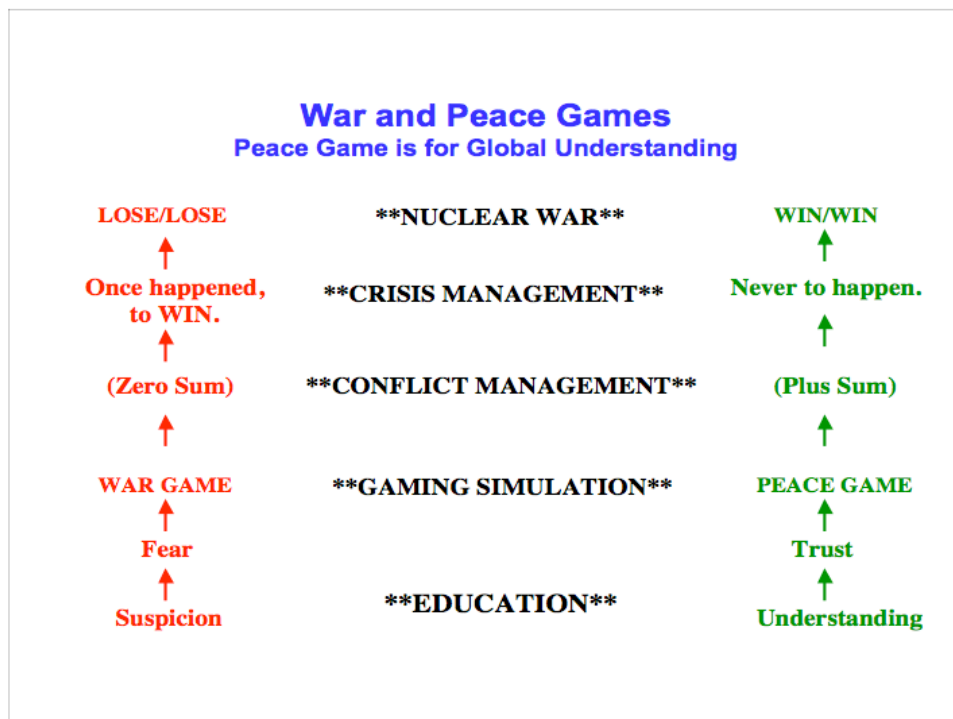 War and Peace Games
Peace Game is for Global Understanding
LOSE/LOSE **NUCLEAR WAR** WIN/WIN
Once happened, **CRISIS MANAGEMENT** Never to happen.
to WIN.
(Zero Sum) **CONFLICT MANAGEMENT** (Plus Sum)
WAR GAME **GAMING SIMULATION** PEACE GAME
Fear Trust
Suspicion **EDUCATION** Understanding